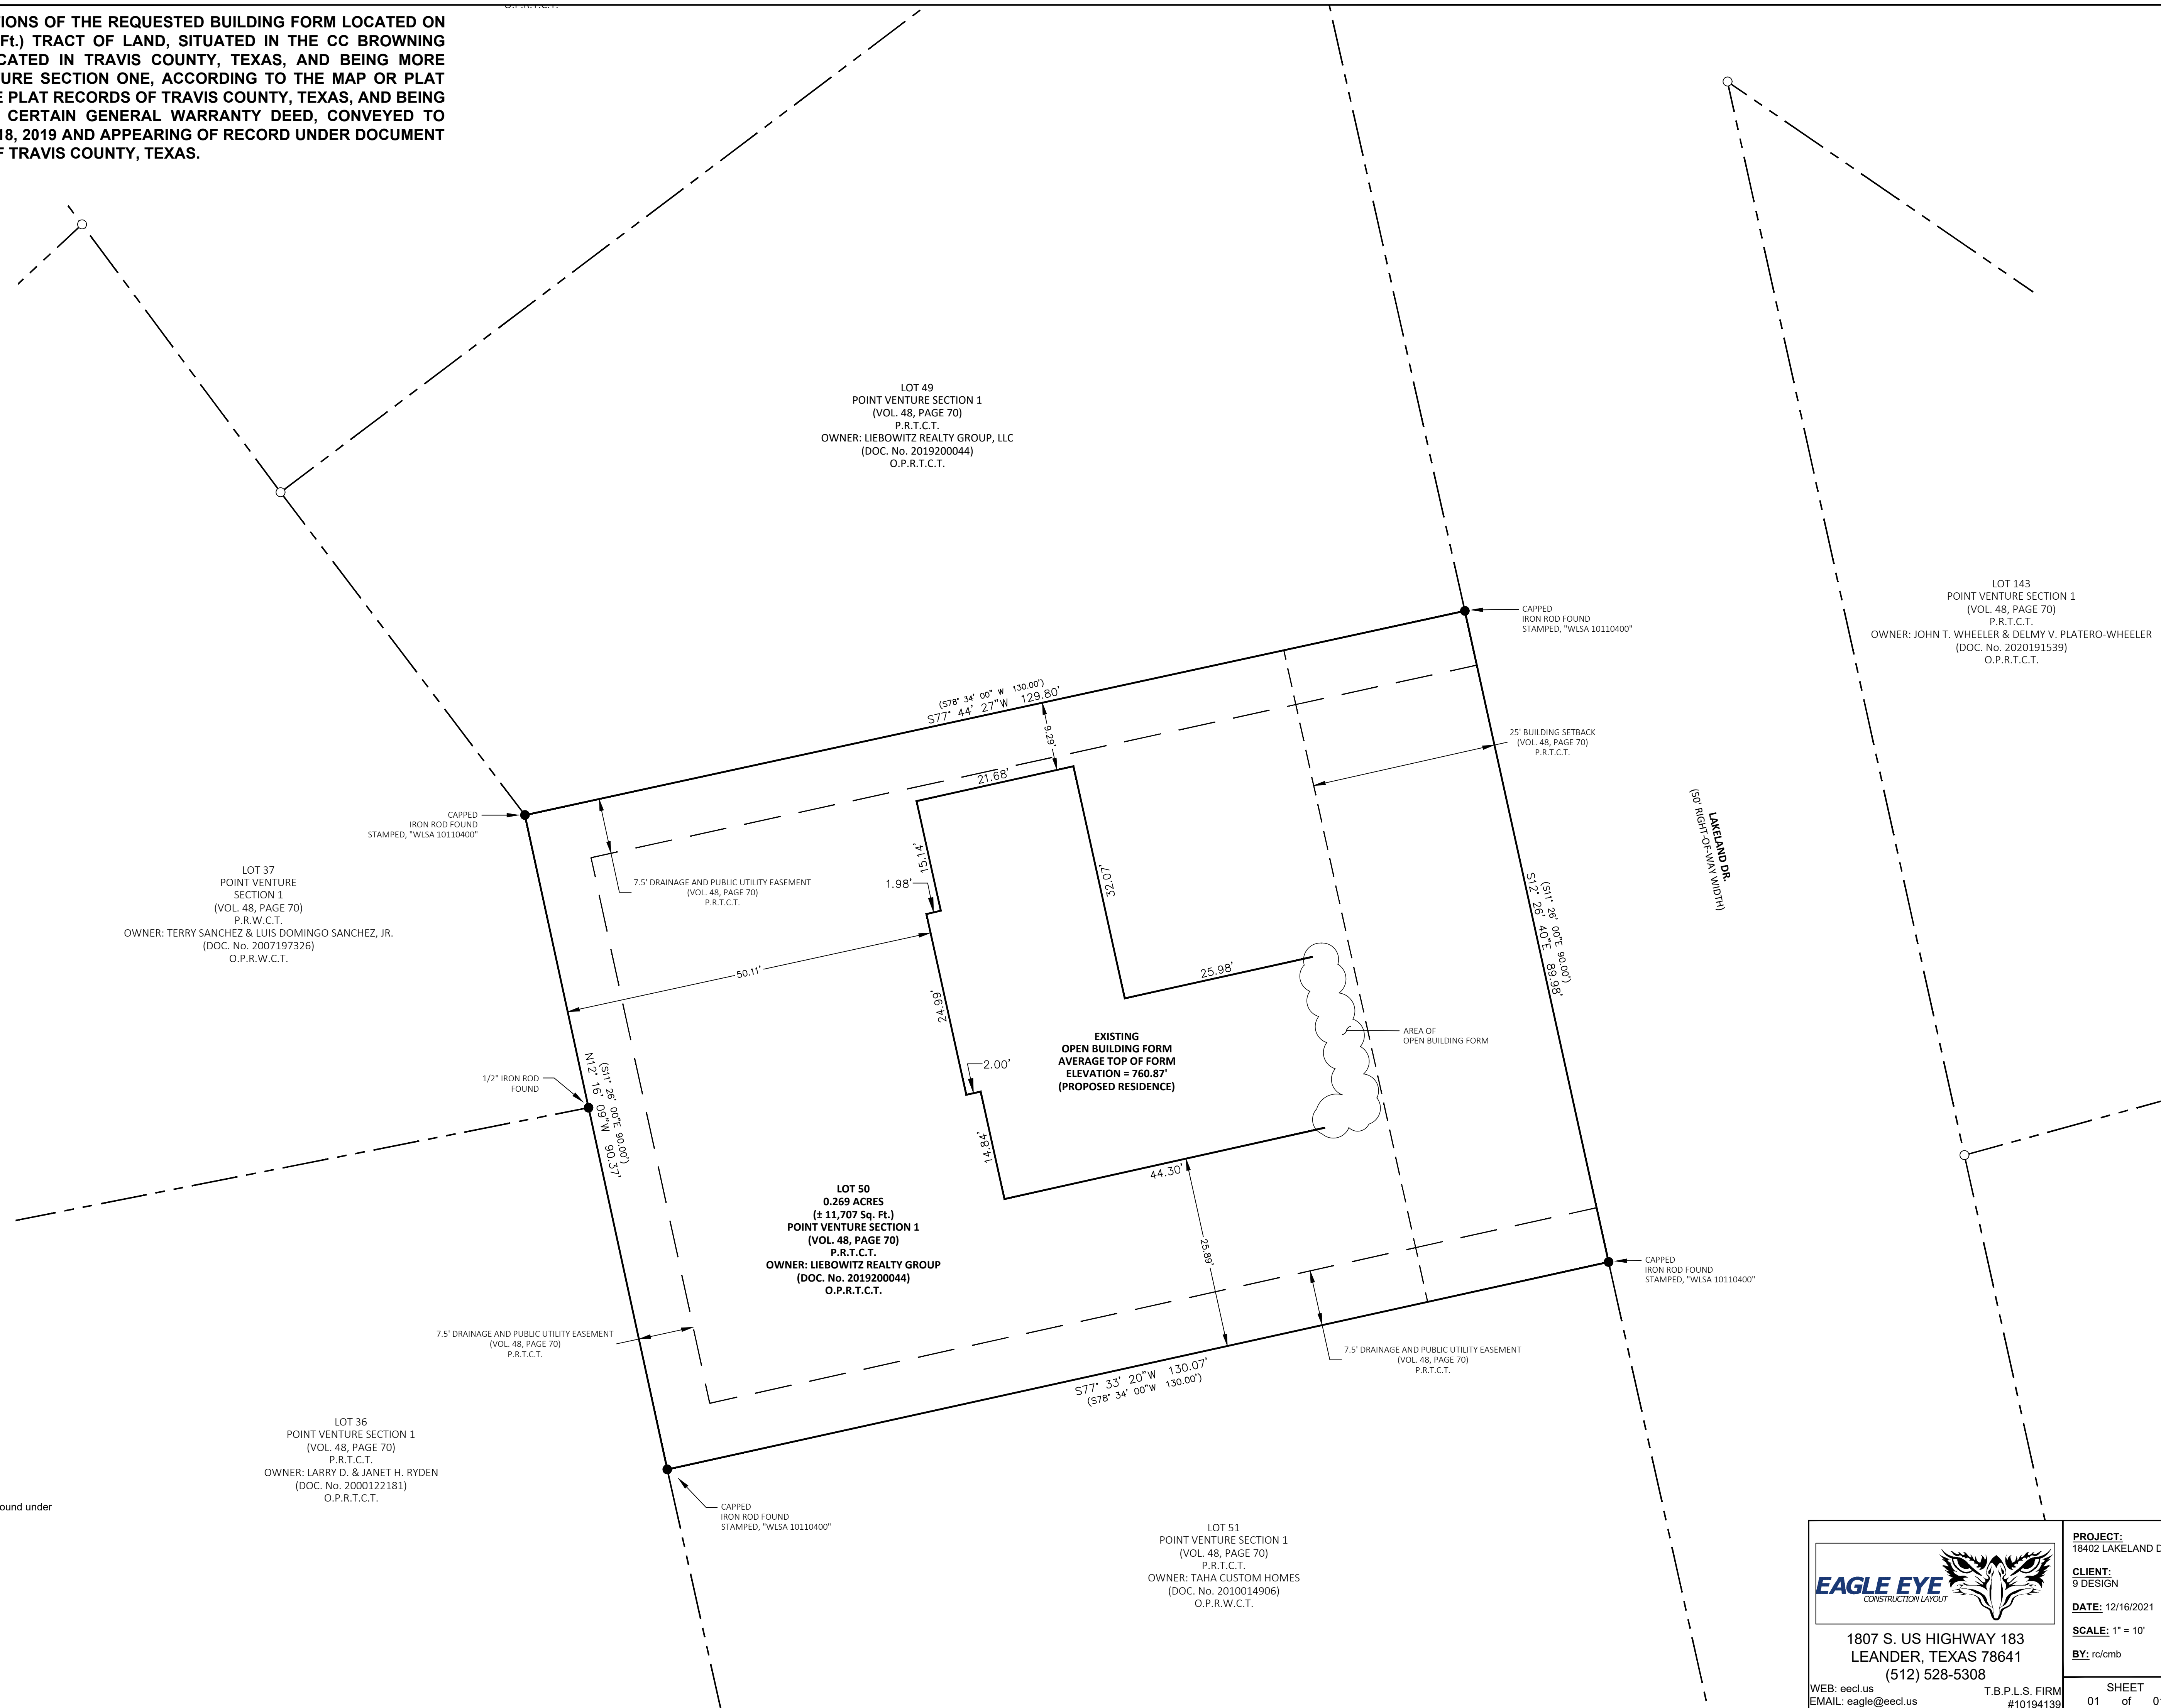 O.P.R.T.C.T.
TIONS OF THE REQUESTED BUILDING FORM LOCATED ON
Ft.) TRACT OF LAND, SITUATED IN THE CC BROWNING
CATED IN TRAVIS COUNTY, TEXAS, AND BEING MORE
URE SECTION ONE, ACCORDING TO THE MAP OR PLAT
E PLAT RECORDS OF TRAVIS COUNTY, TEXAS, AND BEING
CERTAIN GENERAL WARRANTY DEED, CONVEYED TO
18, 2019 AND APPEARING OF RECORD UNDER DOCUMENT
F TRAVIS COUNTY, TEXAS.
LOT 49
POINT VENTURE SECTION 1
(VOL. 48, PAGE 70)
P.R.T.C.T.
OWNER: LIEBOWITZ REALTY GROUP, LLC
(DOC. No. 2019200044)
O.P.R.T.C.T.
LOT 143
POINT VENTURE SECTION 1
(VOL. 48, PAGE 70)
P.R.T.C.T.
OWNER: JOHN T. WHEELER & DELMY V. PLATERO-WHEELER
(DOC. No. 2020191539)
O.P.R.T.C.T.
CAPPED
IRON ROD FOUND
STAMPED, "WLSA 10110400"
(S78° 34' 00" W 130.00')
S77° 44' 27"W 129.80'
9.29'
21.68'
25' BUILDING SETBACK
(VOL. 48, PAGE 70)
P.R.T.C.T.
LAKELAND DR.
(50' RIGHT-OF-WAY WIDTH)
CAPPED
IRON ROD FOUND
STAMPED, "WLSA 10110400"
7.5' DRAINAGE AND PUBLIC UTILITY EASEMENT
(VOL. 48, PAGE 70)
P.R.T.C.T.
15.14'
1.98'
32.07'
(S11° 26' 00"E 90.00')
S12° 26' 40"E 89.98'
LOT 37
POINT VENTURE
SECTION 1
(VOL. 48, PAGE 70)
P.R.W.C.T.
OWNER: TERRY SANCHEZ & LUIS DOMINGO SANCHEZ, JR.
(DOC. No. 2007197326)
O.P.R.W.C.T.
50.11'
25.98'
24.99'
2.00'
EXISTING
OPEN BUILDING FORM
AVERAGE TOP OF FORM
ELEVATION = 760.87'
(PROPOSED RESIDENCE)
AREA OF
OPEN BUILDING FORM
1/2" IRON ROD
FOUND
(S11° 26' 00"E 90.00')
N12° 16' 09"W 90.37'
14.84'
44.30'
25.89'
LOT 50
0.269 ACRES
(± 11,707 Sq. Ft.)
POINT VENTURE SECTION 1
(VOL. 48, PAGE 70)
P.R.T.C.T.
OWNER: LIEBOWITZ REALTY GROUP
(DOC. No. 2019200044)
O.P.R.T.C.T.
CAPPED
IRON ROD FOUND
STAMPED, "WLSA 10110400"
7.5' DRAINAGE AND PUBLIC UTILITY EASEMENT
(VOL. 48, PAGE 70)
P.R.T.C.T.
7.5' DRAINAGE AND PUBLIC UTILITY EASEMENT
(VOL. 48, PAGE 70)
P.R.T.C.T.
S77° 33' 20"W 130.07'
(S78° 34' 00"W 130.00')
LOT 36
POINT VENTURE SECTION 1
(VOL. 48, PAGE 70)
P.R.T.C.T.
OWNER: LARRY D. & JANET H. RYDEN
(DOC. No. 2000122181)
O.P.R.T.C.T.
ound under
CAPPED
IRON ROD FOUND
STAMPED, "WLSA 10110400"
LOT 51
POINT VENTURE SECTION 1
(VOL. 48, PAGE 70)
P.R.T.C.T.
OWNER: TAHA CUSTOM HOMES
(DOC. No. 2010014906)
O.P.R.W.C.T.
EAGLE EYE
CONSTRUCTION LAYOUT
1807 S. US HIGHWAY 183
LEANDER, TEXAS 78641
(512) 528-5308
WEB: eecl.us
EMAIL: eagle@eecl.us
T.B.P.L.S. FIRM
#10194139
PROJECT:
18402 LAKELAND D
CLIENT:
9 DESIGN
DATE: 12/16/2021
SCALE: 1" = 10'
BY: rc/cmb
SHEET
01 of 01